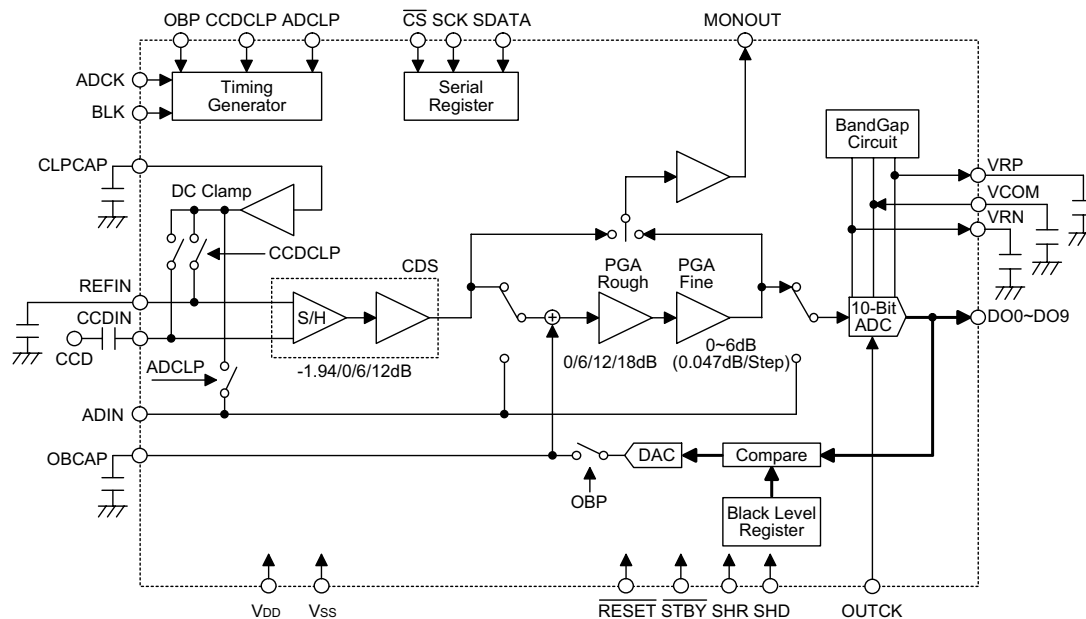 OBP CCDCLP ADCLP
CS SCK SDATA
MONOUT
ADCK
BLK
Timing
Generator
Serial
Register
BandGap
Circuit
CLPCAP
DC Clamp
VRP
VCOM
VRN
CCDCLP
CDS
PGA
Rough
PGA
Fine
REFIN
CCDIN
CCD
S/H
10-Bit
ADC
DO0~DO9
-1.94/0/6/12dB
0/6/12/18dB
0~6dB
(0.047dB/Step)
ADCLP
ADIN
OBCAP
OBP
DAC
Compare
Black Level
Register
VDD
VSS
RESET
STBY
SHR
SHD
OUTCK